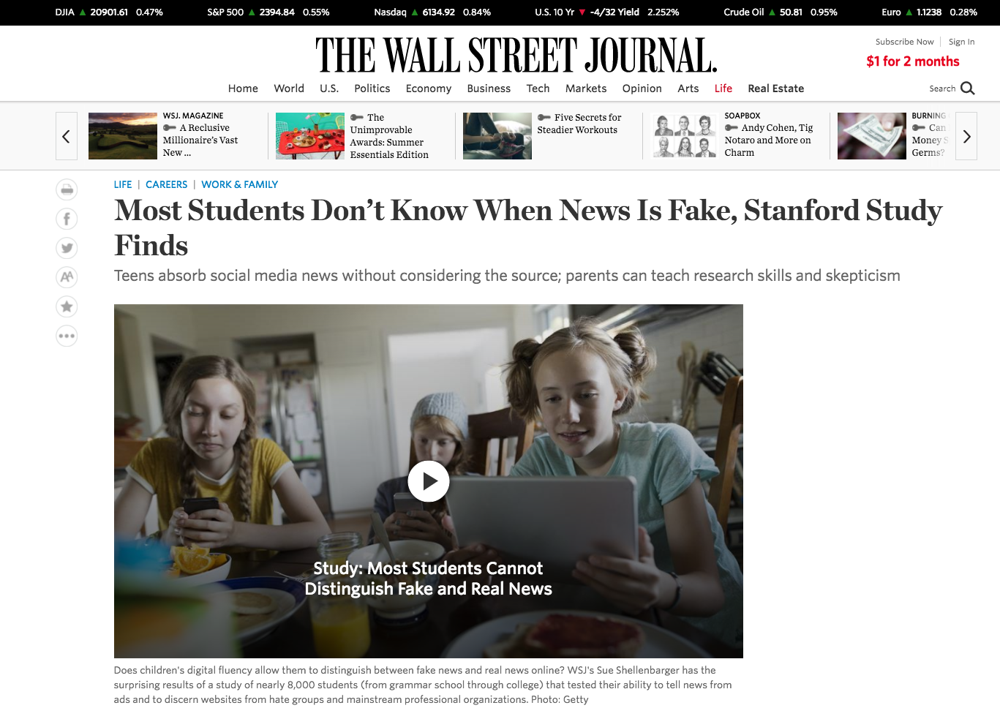 DJIA ▲ 20901.61 0.47%
S&P 500 ▲ 2394.84 0.55%
Nasdaq ▲ 6134.92 0.84%
U.S. 10 Yr ▼ -4/32 Yield 2.252%
Crude Oil ▲ 50.81 0.95%
Euro ▲ 1.1238 0.28%
THE WALL STREET JOURNAL.
Subscribe Now | Sign In
$1 for 2 months
Home World U.S. Politics Economy Business Tech Markets Opinion Arts Life Real Estate
Search
WSJ. MAGAZINE
A Reclusive
Millionaire's Vast
New ...
The
Unimprovable
Awards: Summer
Essentials Edition
Five Secrets for
Steadier Workouts
SOAPBOX
Andy Cohen, Tig
Notaro and More on
Charm
BURNING
Can
Money S
Germs?
LIFE | CAREERS | WORK & FAMILY
Most Students Don't Know When News Is Fake, Stanford Study
Finds
Teens absorb social media news without considering the source; parents can teach research skills and skepticism
Study: Most Students Cannot
Distinguish Fake and Real News
Does children's digital fluency allow them to distinguish between fake news and real news online? WSJ's Sue Shellenbarger has the
surprising results of a study of nearly 8,000 students (from grammar school through college) that tested their ability to tell news from
ads and to discern websites from hate groups and mainstream professional organizations. Photo: Getty